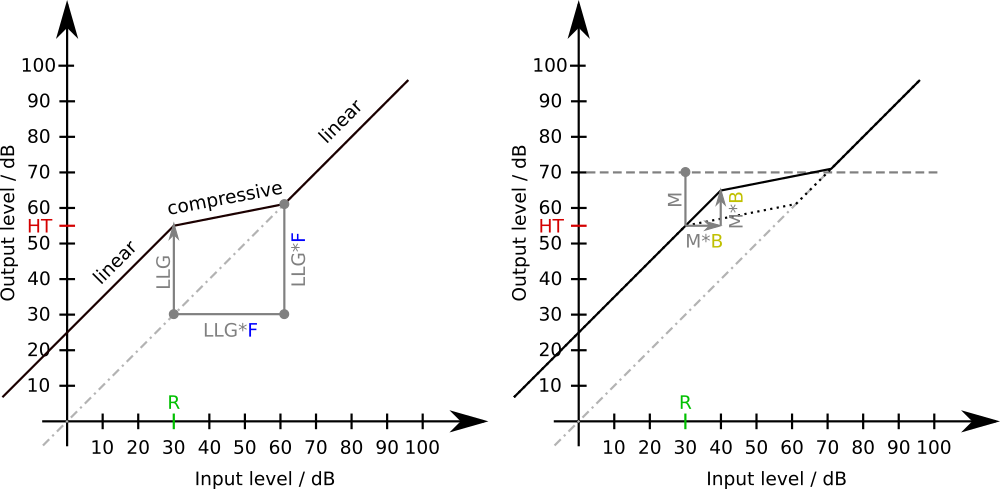 100
90
80
70
60
HT
50
40
30
20
10
Output level / dB
linear
compressive
linear
LLG
LLG*F
LLG*F
R
10 20 30 40 50 60 70 80 90 100
Input level / dB
100
90
80
70
60
HT
50
40
30
20
10
Output level / dB
M
M*B
M*B
R
10 20 30 40 50 60 70 80 90 100
Input level / dB